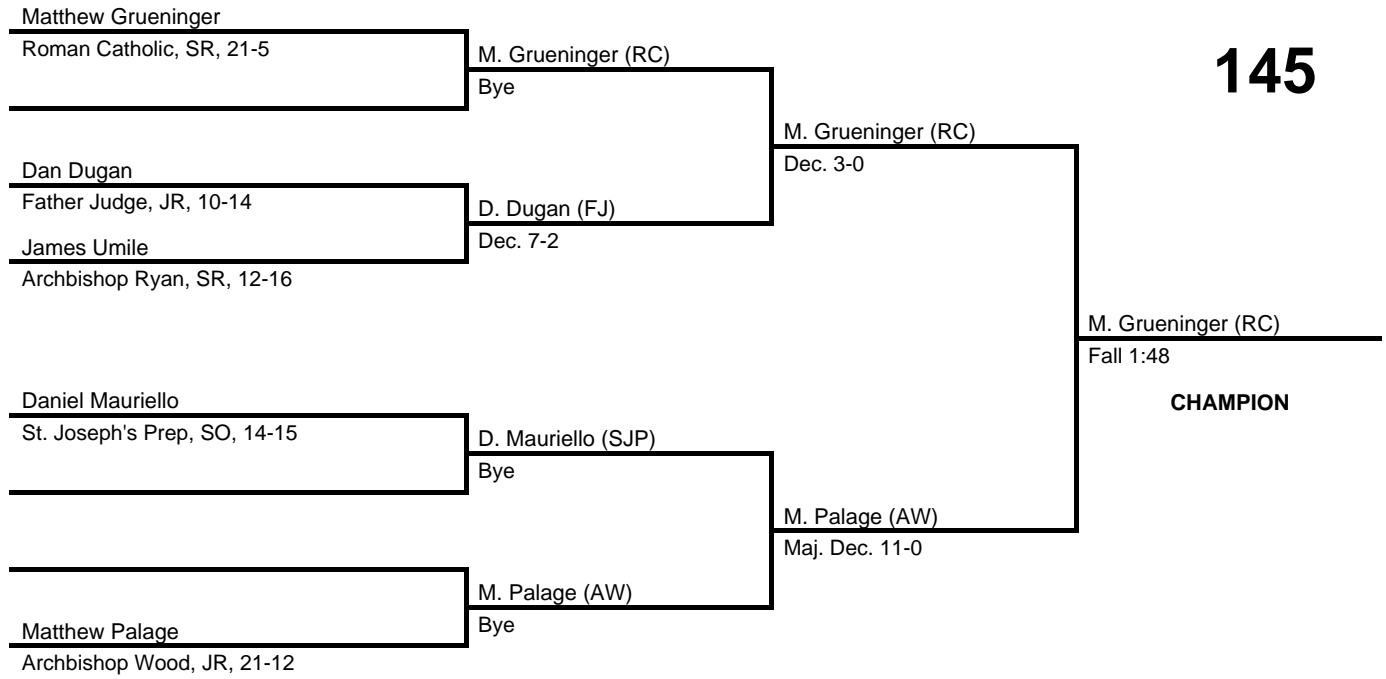 Matthew Grueninger
Roman Catholic, SR, 21-5
M. Grueninger (RC)
Bye
145
M. Grueninger (RC)
Dec. 3-0
Dan Dugan
Father Judge, JR, 10-14
D. Dugan (FJ)
Dec. 7-2
James Umile
Archbishop Ryan, SR, 12-16
M. Grueninger (RC)
Fall 1:48
CHAMPION
Daniel Mauriello
St. Joseph's Prep, SO, 14-15
D. Mauriello (SJP)
Bye
M. Palage (AW)
Maj. Dec. 11-0
M. Palage (AW)
Bye
Matthew Palage
Archbishop Wood, JR, 21-12